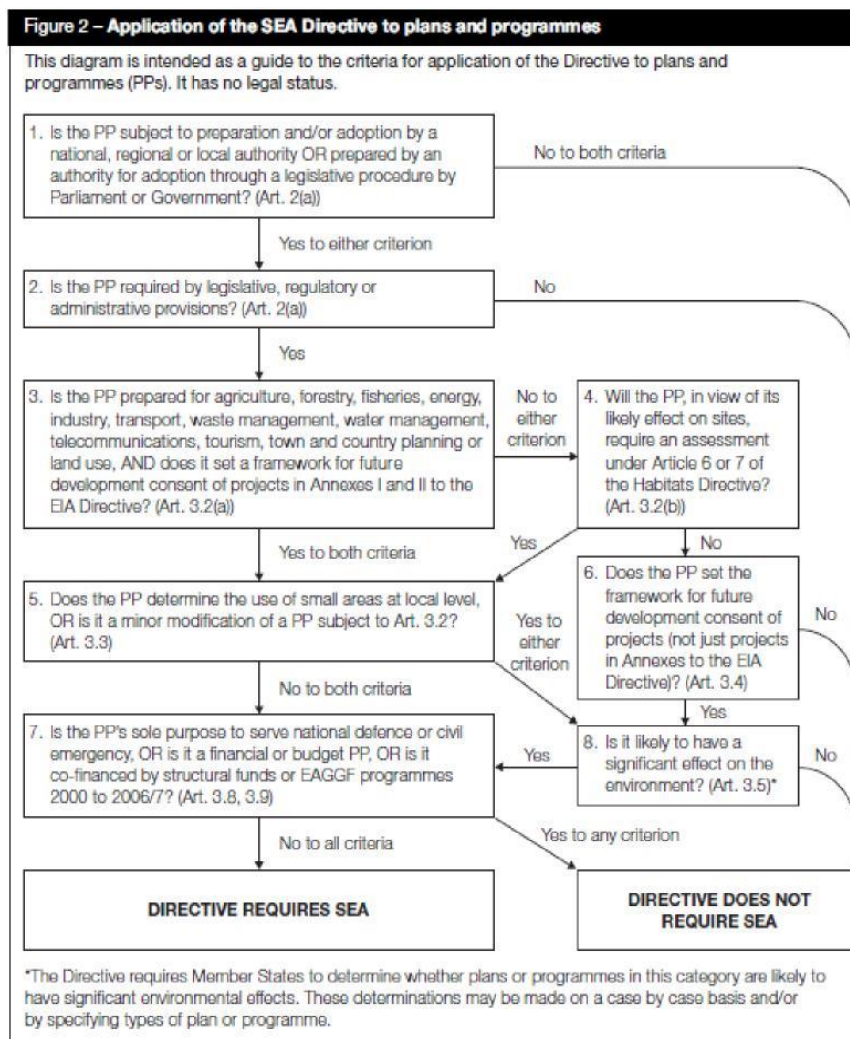 Figure 2 – Application of the SEA Directive to plans and programmes
This diagram is intended as a guide to the criteria for application of the Directive to plans and
programmes (PPs). It has no legal status.
1. Is the PP subject to preparation and/or adoption by a
national, regional or local authority OR prepared by an
authority for adoption through a legislative procedure by
Parliament or Government? (Art. 2(a))
No to both criteria
Yes to either criterion
2. Is the PP required by legislative, regulatory or
administrative provisions? (Art. 2(a))
No
Yes
3. Is the PP prepared for agriculture, forestry, fisheries, energy,
industry, transport, waste management, water management,
telecommunications, tourism, town and country planning or
land use, AND does it set a framework for future
development consent of projects in Annexes I and II to the
EIA Directive? (Art. 3.2(a))
No to
either
criterion
4. Will the PP, in view of its
likely effect on sites,
require an assessment
under Article 6 or 7 of
the Habitats Directive?
(Art. 3.2(b))
Yes to both criteria
Yes
No
5. Does the PP determine the use of small areas at local level,
OR is it a minor modification of a PP subject to Art. 3.2?
(Art. 3.3)
Yes to
either
criterion
6. Does the PP set the
framework for future
development consent of
projects (not just projects
in Annexes to the EIA
Directive)? (Art. 3.4)
No
No to both criteria
Yes
7. Is the PP's sole purpose to serve national defence or civil
emergency, OR is it a financial or budget PP, OR is it
co-financed by structural funds or EAGGF programmes
2000 to 2006/7? (Art. 3.8, 3.9)
Yes
8. Is it likely to have a
significant effect on the
environment? (Art. 3.5)*
No
No to all criteria
Yes to any criterion
DIRECTIVE REQUIRES SEA
DIRECTIVE DOES NOT
REQUIRE SEA
*The Directive requires Member States to determine whether plans or programmes in this category are likely to
have significant environmental effects. These determinations may be made on a case by case basis and/or
by specifying types of plan or programme.